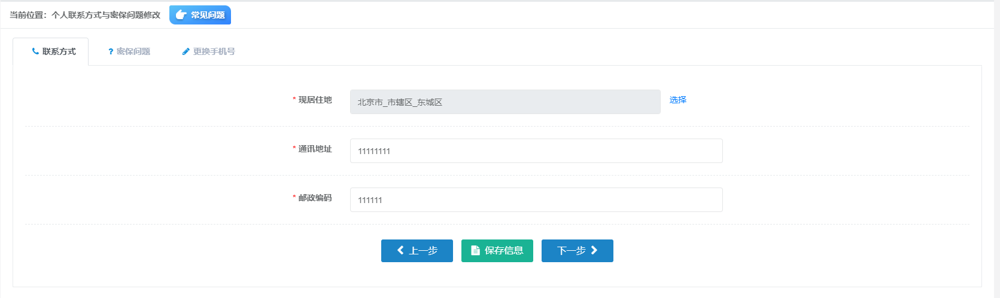 当前位置：个人联系方式与密保问题修改 常见问题
联系方式 ? 密保问题 更换手机号
* 现居住地 北京市_市辖区_东城区 选择
* 通讯地址 11111111
* 邮政编码 111111
上一步 保存信息 下一步